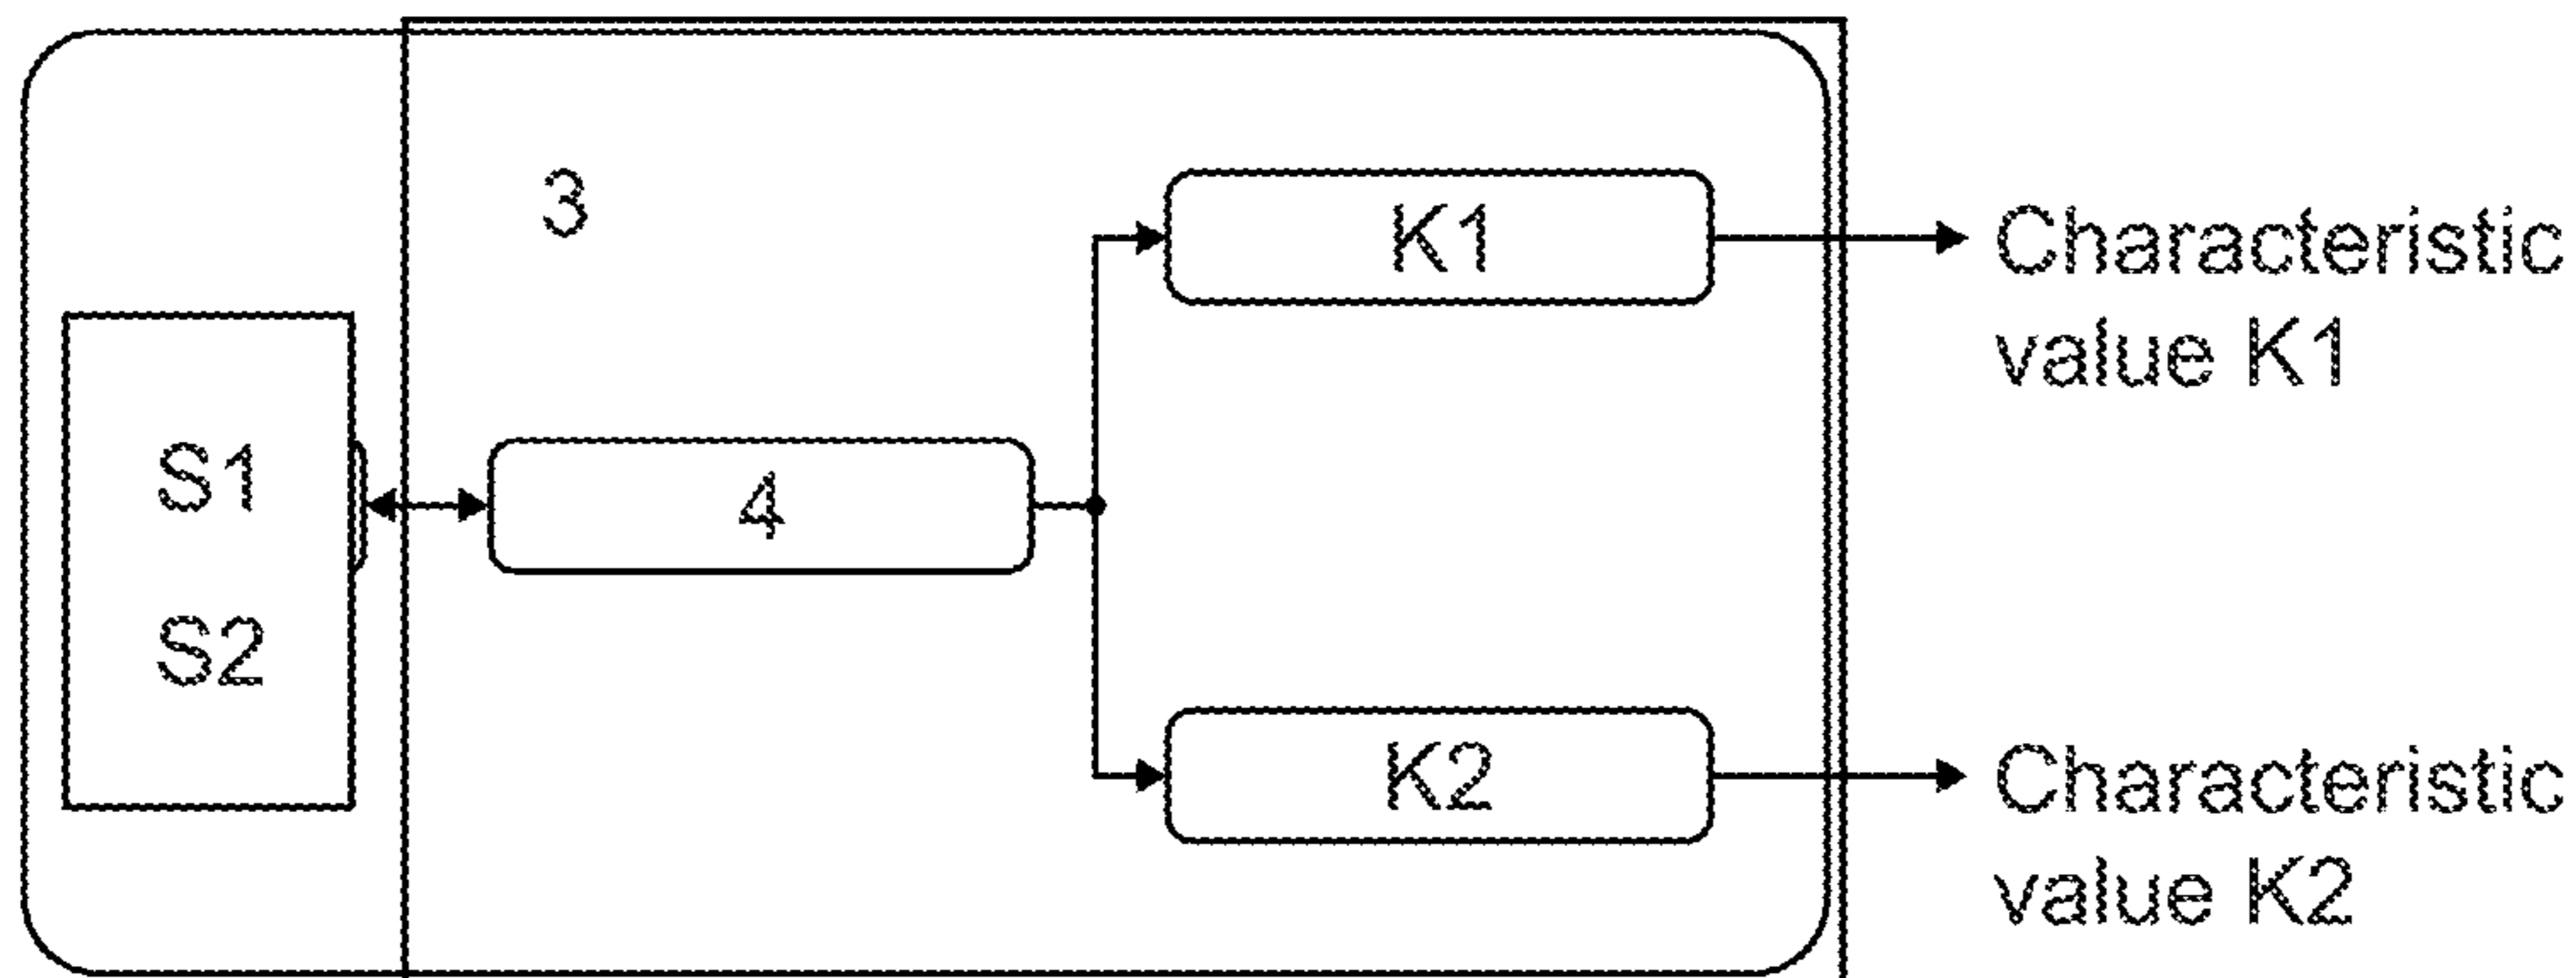 3
K1
Characteristic
value K1
S1
4
S2
K2
Characteristic
value K2